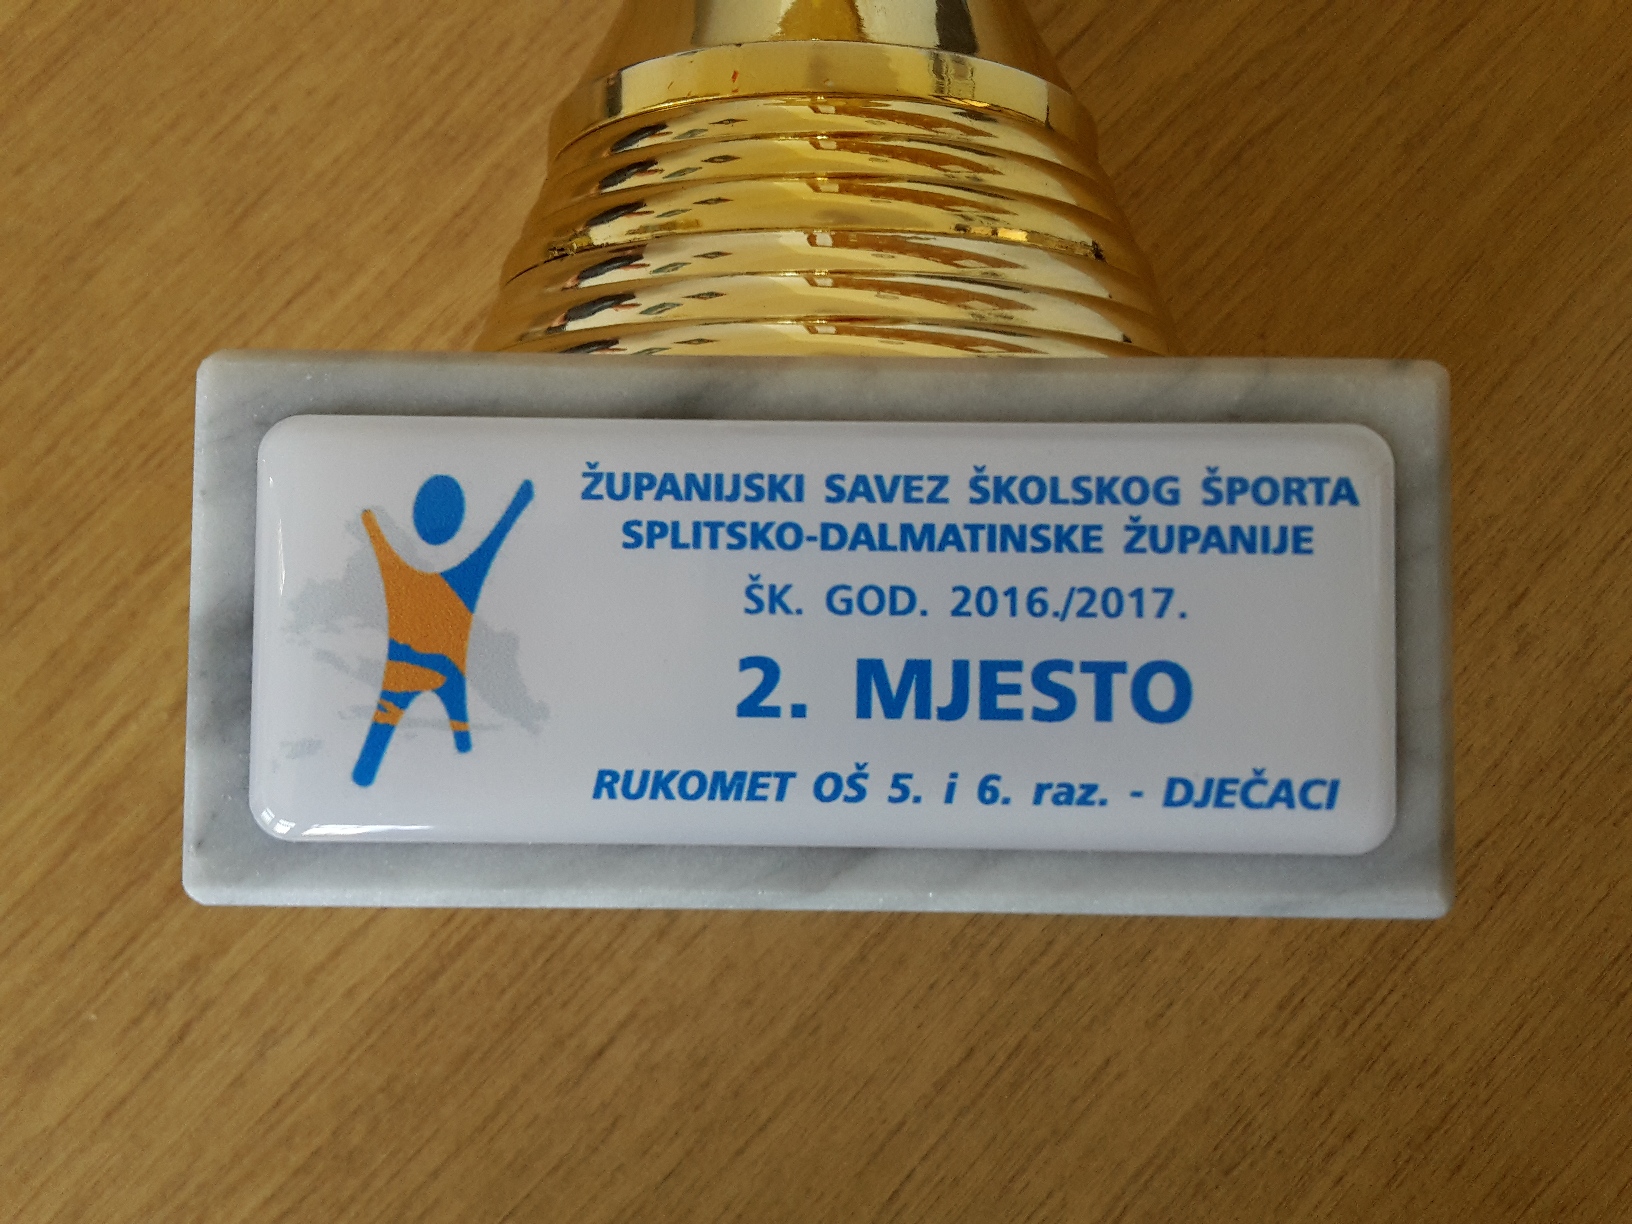 ŽUPANIJSKI SAVEZ ŠKOLSKOG ŠPORTA
SPLITSKO-DALMATINSKE ŽUPANIJE
ŠK. GOD. 2016./2017.
2. MJESTO
RUKOMET OŠ 5. i 6. raz. - DJEČACI